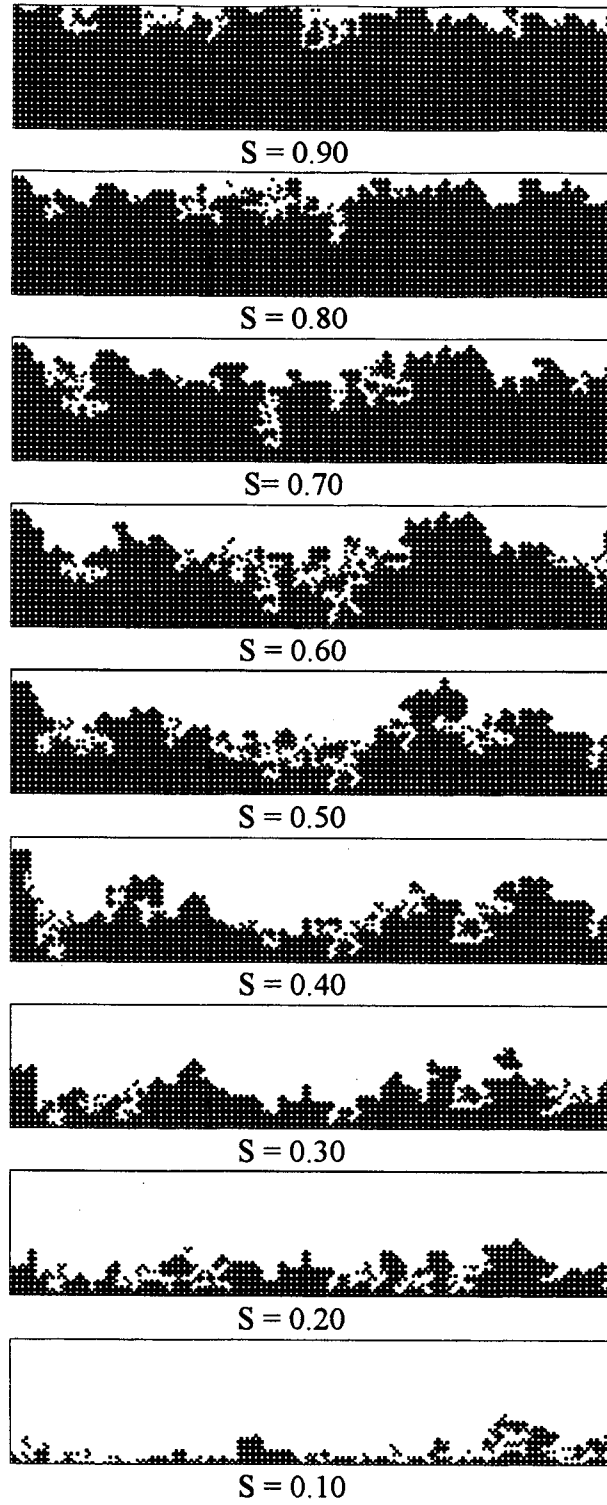 S = 0.90
S = 0.80
S= 0.70
S = 0.60
S = 0.50
S = 0.40
S = 0.30
S = 0.20
S = 0.10